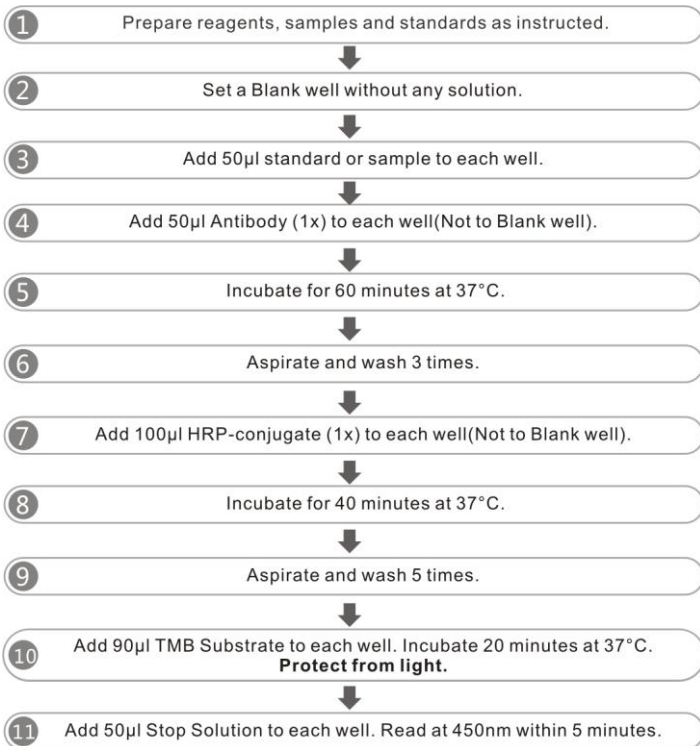 1 Prepare reagents, samples and standards as instructed.
2 Set a Blank well without any solution.
3 Add 50µl standard or sample to each well.
4 Add 50µl Antibody (1x) to each well(Not to Blank well).
5 Incubate for 60 minutes at 37°C.
6 Aspirate and wash 3 times.
7 Add 100µl HRP-conjugate (1x) to each well(Not to Blank well).
8 Incubate for 40 minutes at 37°C.
9 Aspirate and wash 5 times.
10 Add 90µl TMB Substrate to each well. Incubate 20 minutes at 37°C.
Protect from light.
11 Add 50µl Stop Solution to each well. Read at 450nm within 5 minutes.